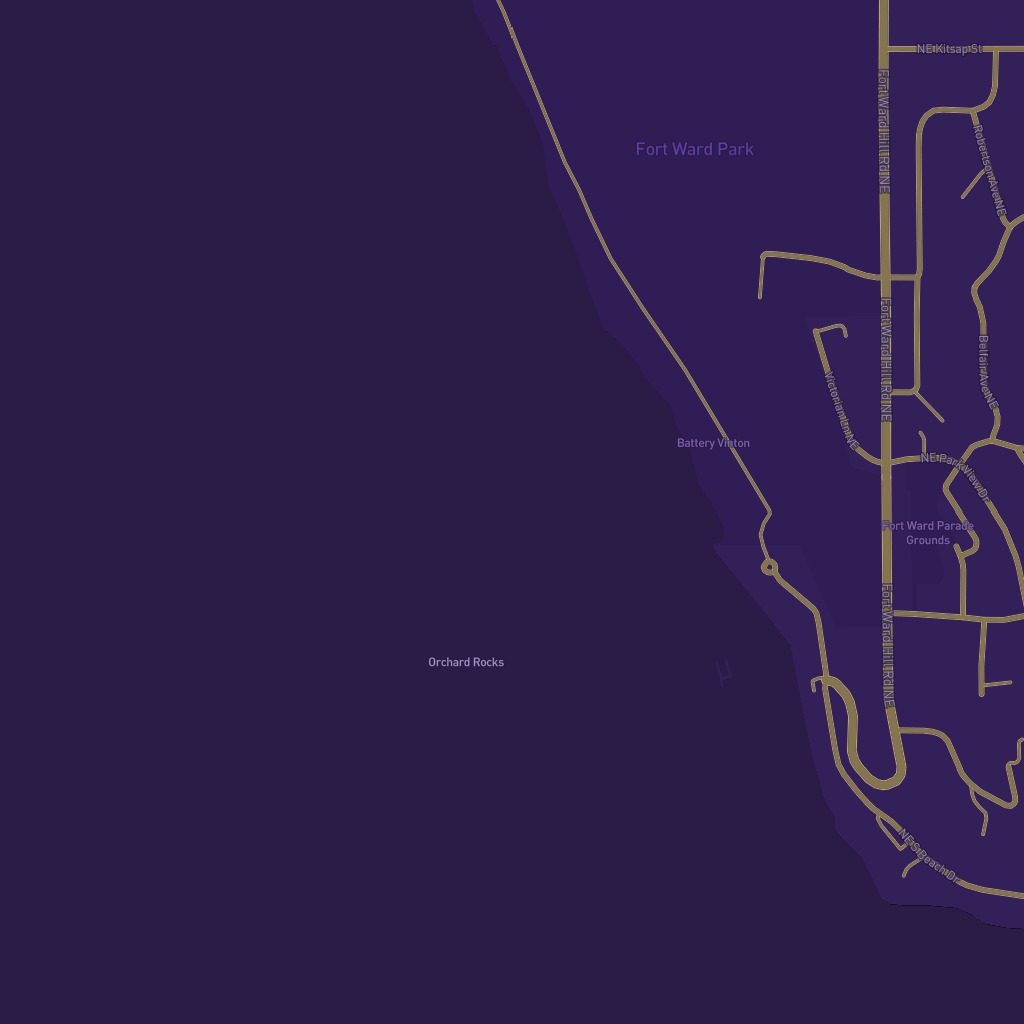 NE Kitsap St
Fort Ward Hill Rd NE
Robertson Ave NE
Fort Ward Park
Fort Ward Hill Rd NE
Belfair Ave NE
Victorian Ln NE
Battery Vinton
NE Park View Dr
Fort Ward Parade
Grounds
Fort Ward Hill Rd NE
Orchard Rocks
NE S Beach Dr